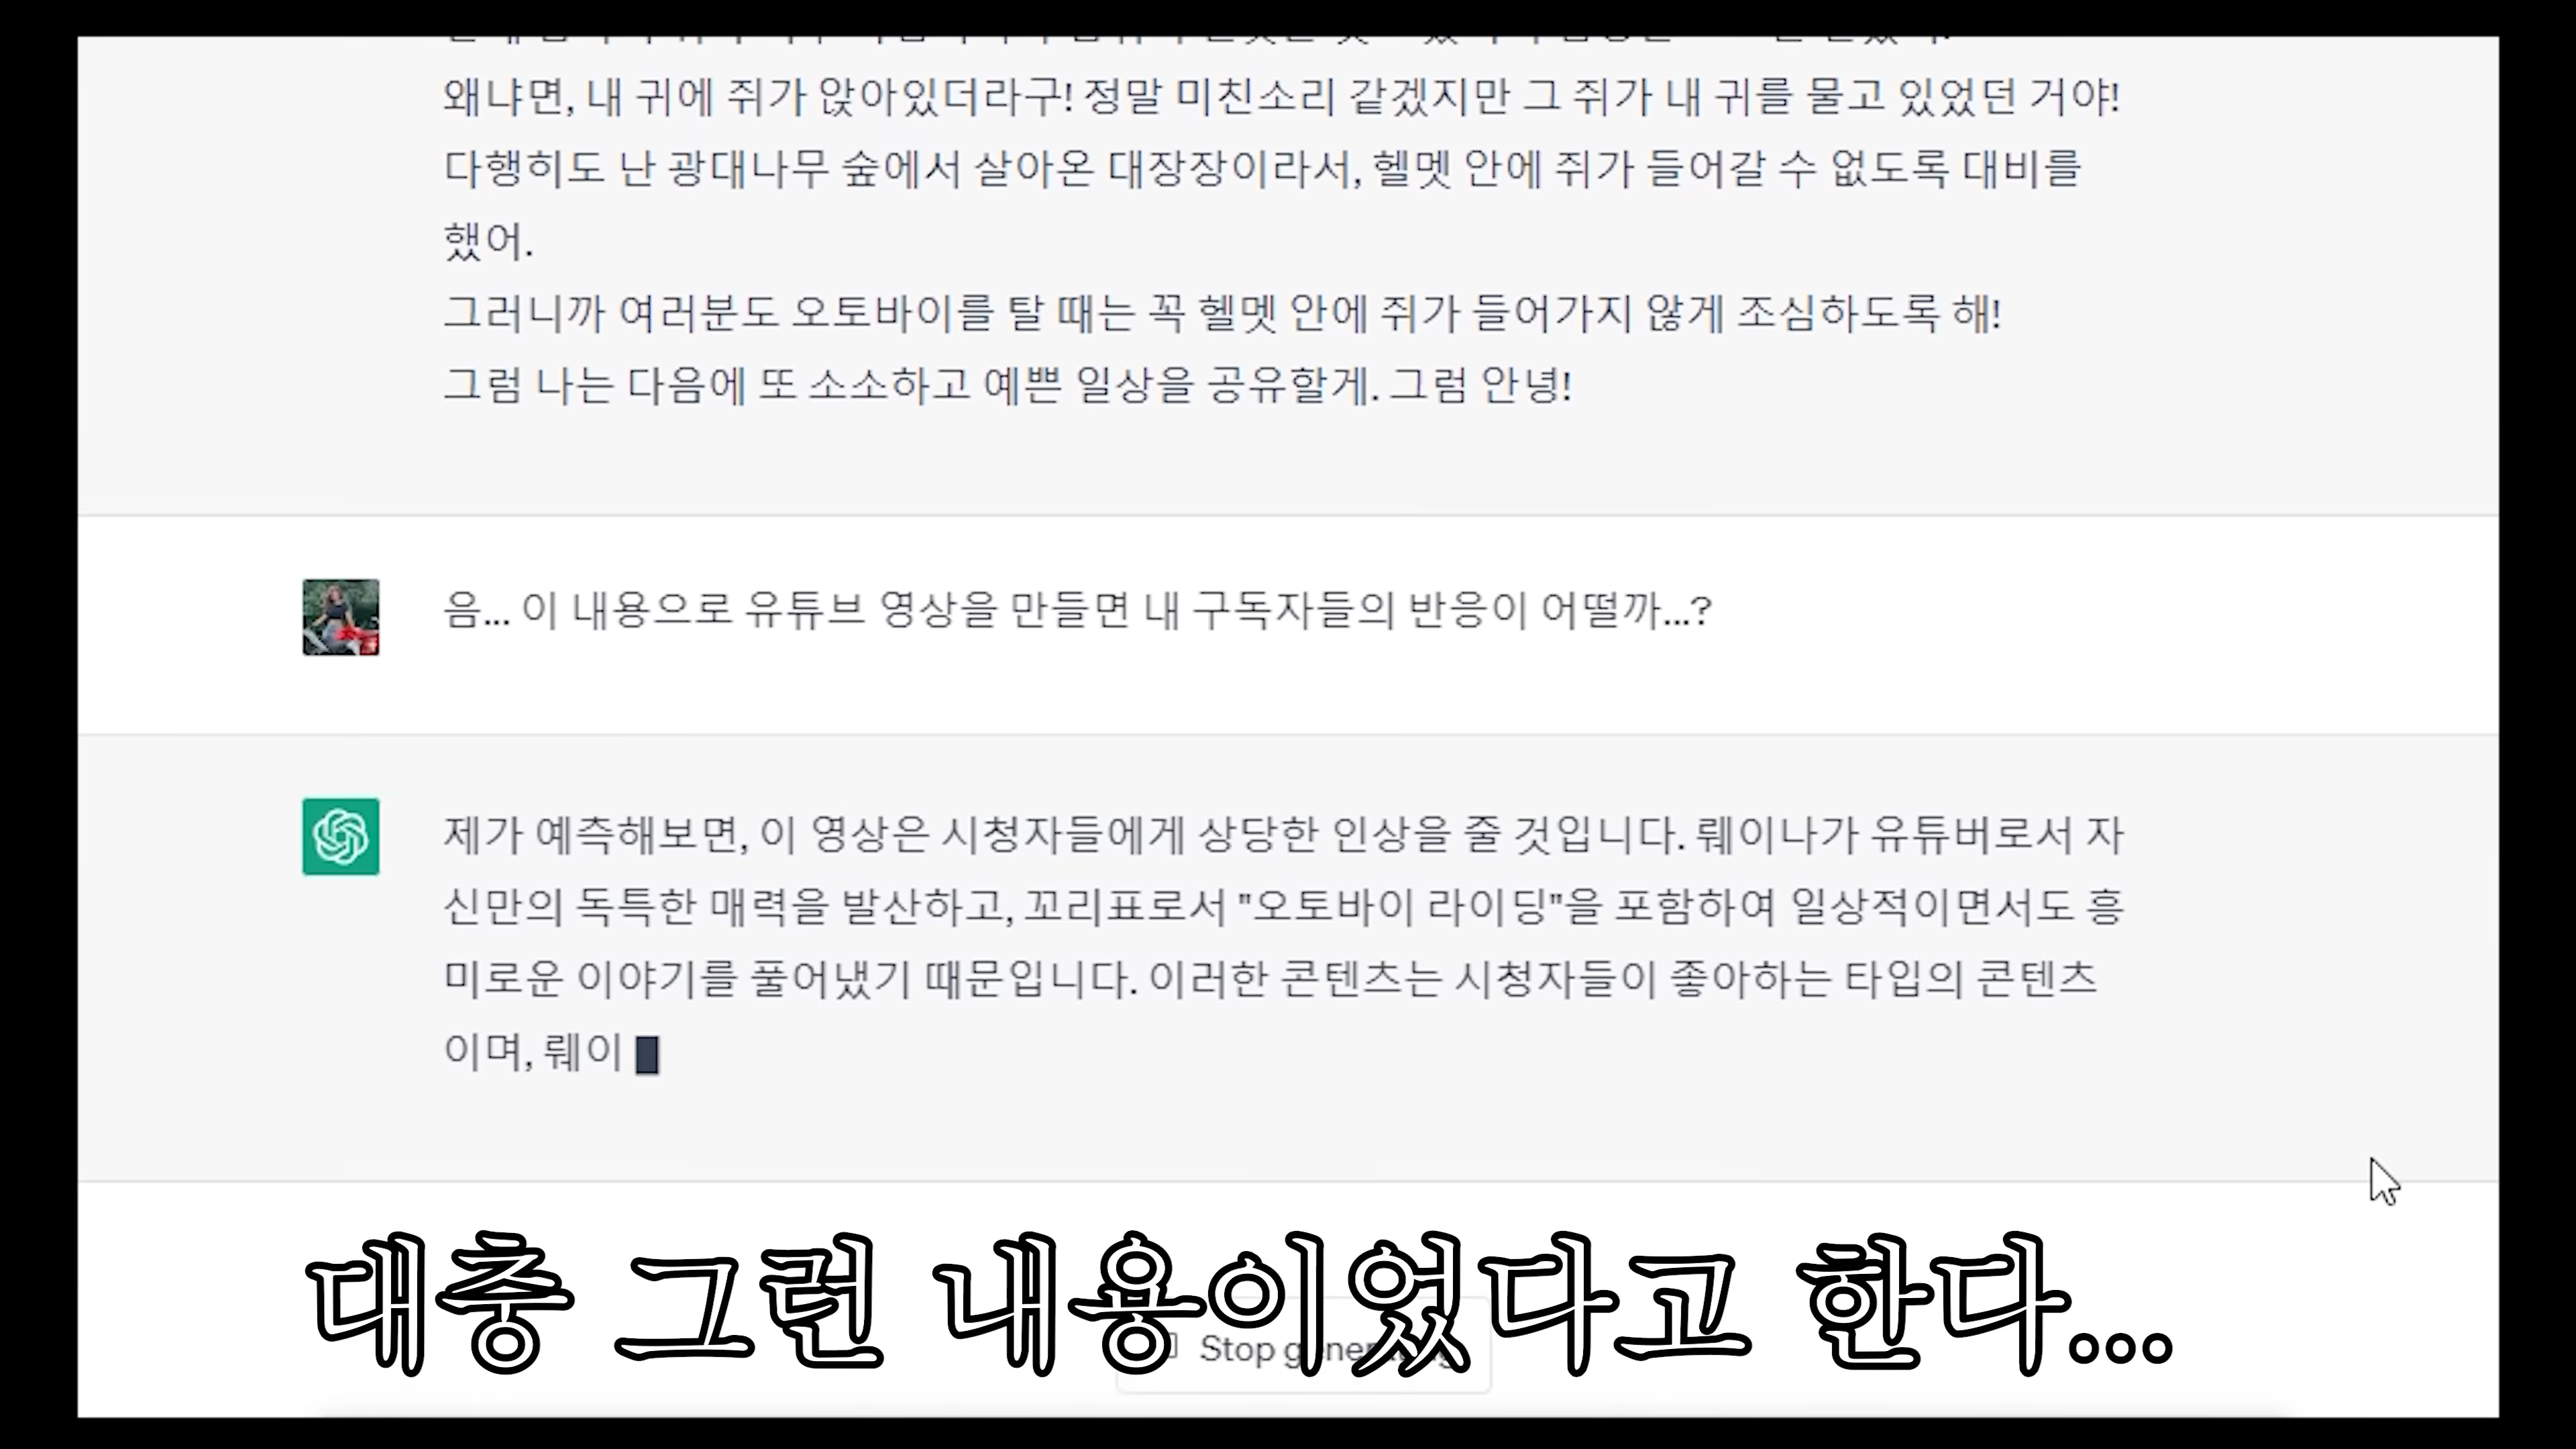 왜냐면, 내 귀에 쥐가 앉아있더라구! 정말 미친소리 같겠지만 그 쥐가 내 귀를 물고 있었던 거야!
다행히도 난 광대나무 숲에서 살아온 대장장이라서, 헬멧 안에 쥐가 들어갈 수 없도록 대비를
했어.
그러니까 여러분도 오토바이를 탈 때는 꼭 헬멧 안에 쥐가 들어가지 않게 조심하도록 해!
그럼 나는 다음에 또 소소하고 예쁜 일상을 공유할게. 그럼 안녕!
음... 이 내용으로 유튜브 영상을 만들면 내 구독자들의 반응이 어떨까...?
제가 예측해보면, 이 영상은 시청자들에게 상당한 인상을 줄 것입니다. 뤠이나가 유튜버로서 자
신만의 독특한 매력을 발산하고, 꼬리표로서 "오토바이 라이딩"을 포함하여 일상적이면서도 흥
미로운 이야기를 풀어냈기 때문입니다. 이러한 콘텐츠는 시청자들이 좋아하는 타입의 콘텐츠
이며, 뤠이
대충 그런 내용이었다고 한다...
Stop generating